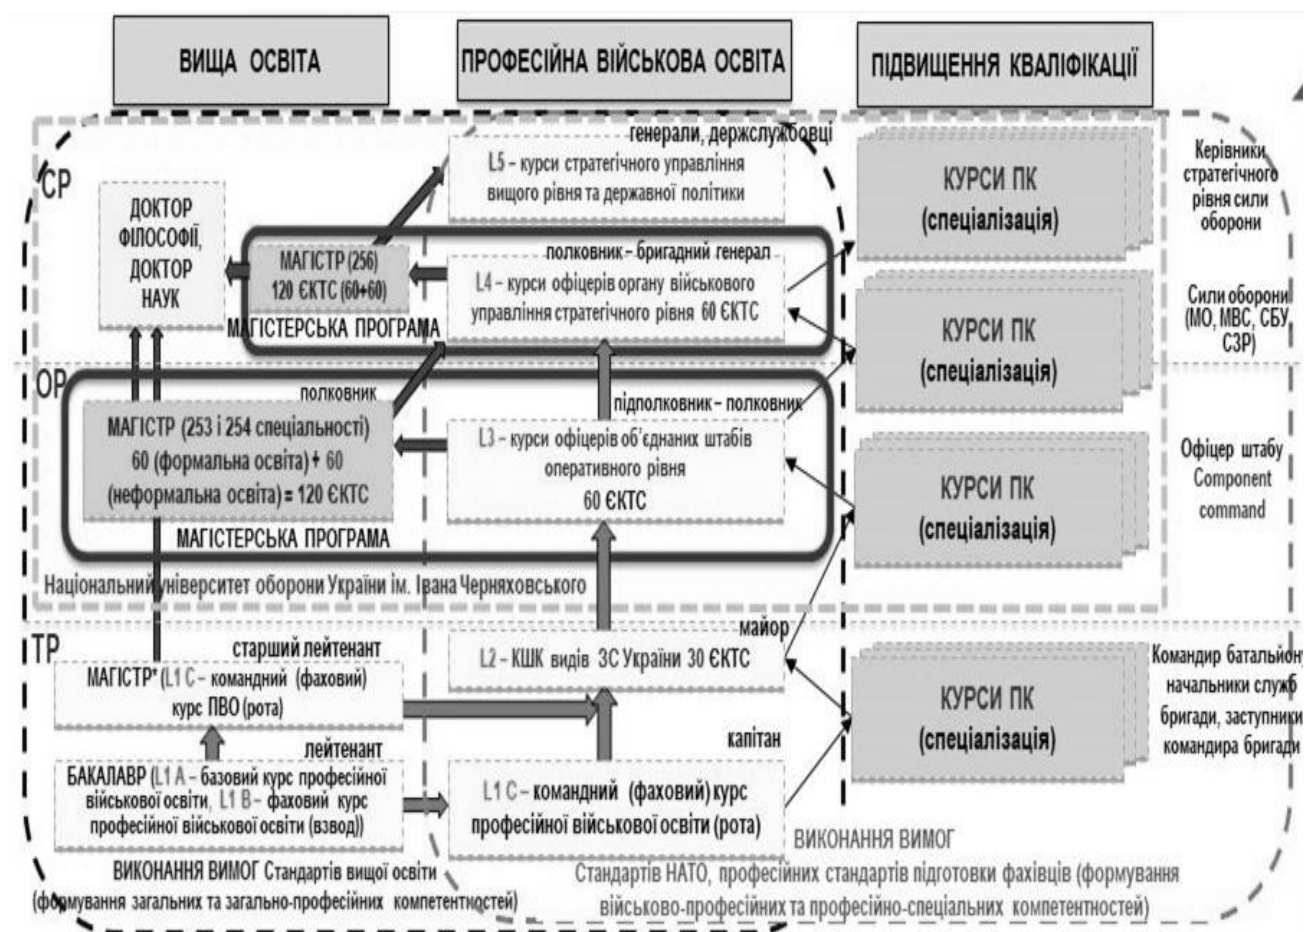 ВИЩА ОСВІТА
ПРОФЕСІЙНА ВІЙСЬКОВА ОСВІТА
ПІДВИЩЕННЯ КВАЛІФІКАЦІЇ
СР
генерали, держслужбовці
L5 – курси стратегічного управління
вищого рівня та державної політики
КУРСИ ПК
(спеціалізація)
Керівники
стратегічного
рівня сили
оборони
ДОКТОР
ФІЛОСОФІЇ,
ДОКТОР
НАУК
МАГІСТР (256)
120 ЄКТС (60+60)
МАГІСТЕРСЬКА ПРОГРАМА
полковник – бригадний генерал
L4 – курси офіцерів органу військового
управління стратегічного рівня 60 ЄКТС
КУРСИ ПК
(спеціалізація)
Сили оборони
(МО, МВС, СБУ,
СЗР)
ОР
полковник
МАГІСТР (253 і 254 спеціальності)
60 (формальна освіта) + 60
(неформальна освіта) = 120 ЄКТС
МАГІСТЕРСЬКА ПРОГРАМА
підполковник – полковник
L3 – курси офіцерів об’єднаних штабів
оперативного рівня
60 ЄКТС
КУРСИ ПК
(спеціалізація)
Офіцер штабу
Component
command
Національний університет оборони України ім. Івана Черняховського
ТР
старший лейтенант
МАГІСТР* (L1 C – командний (фаховий)
курс ПВО (рота)
майор
L2 – КШК видів ЗС України 30 ЄКТС
КУРСИ ПК
(спеціалізація)
Командир батальйону
начальники служб
бригади, заступники
командира бригади
лейтенант
БАКАЛАВР (L1 A – базовий курс професійної
військової освіти, L1 B – фаховий курс
професійної військової освіти (взвод))
капітан
L1 C – командний (фаховий) курс
професійної військової освіти (рота)
ВИКОНАННЯ ВИМОГ Стандартів вищої освіти
(формування загальних та загально-професійних компетентностей)
ВИКОНАННЯ ВИМОГ
Стандартів НАТО, професійних стандартів підготовки фахівців (формування
військово-професійних та професійно-спеціальних компетентностей)